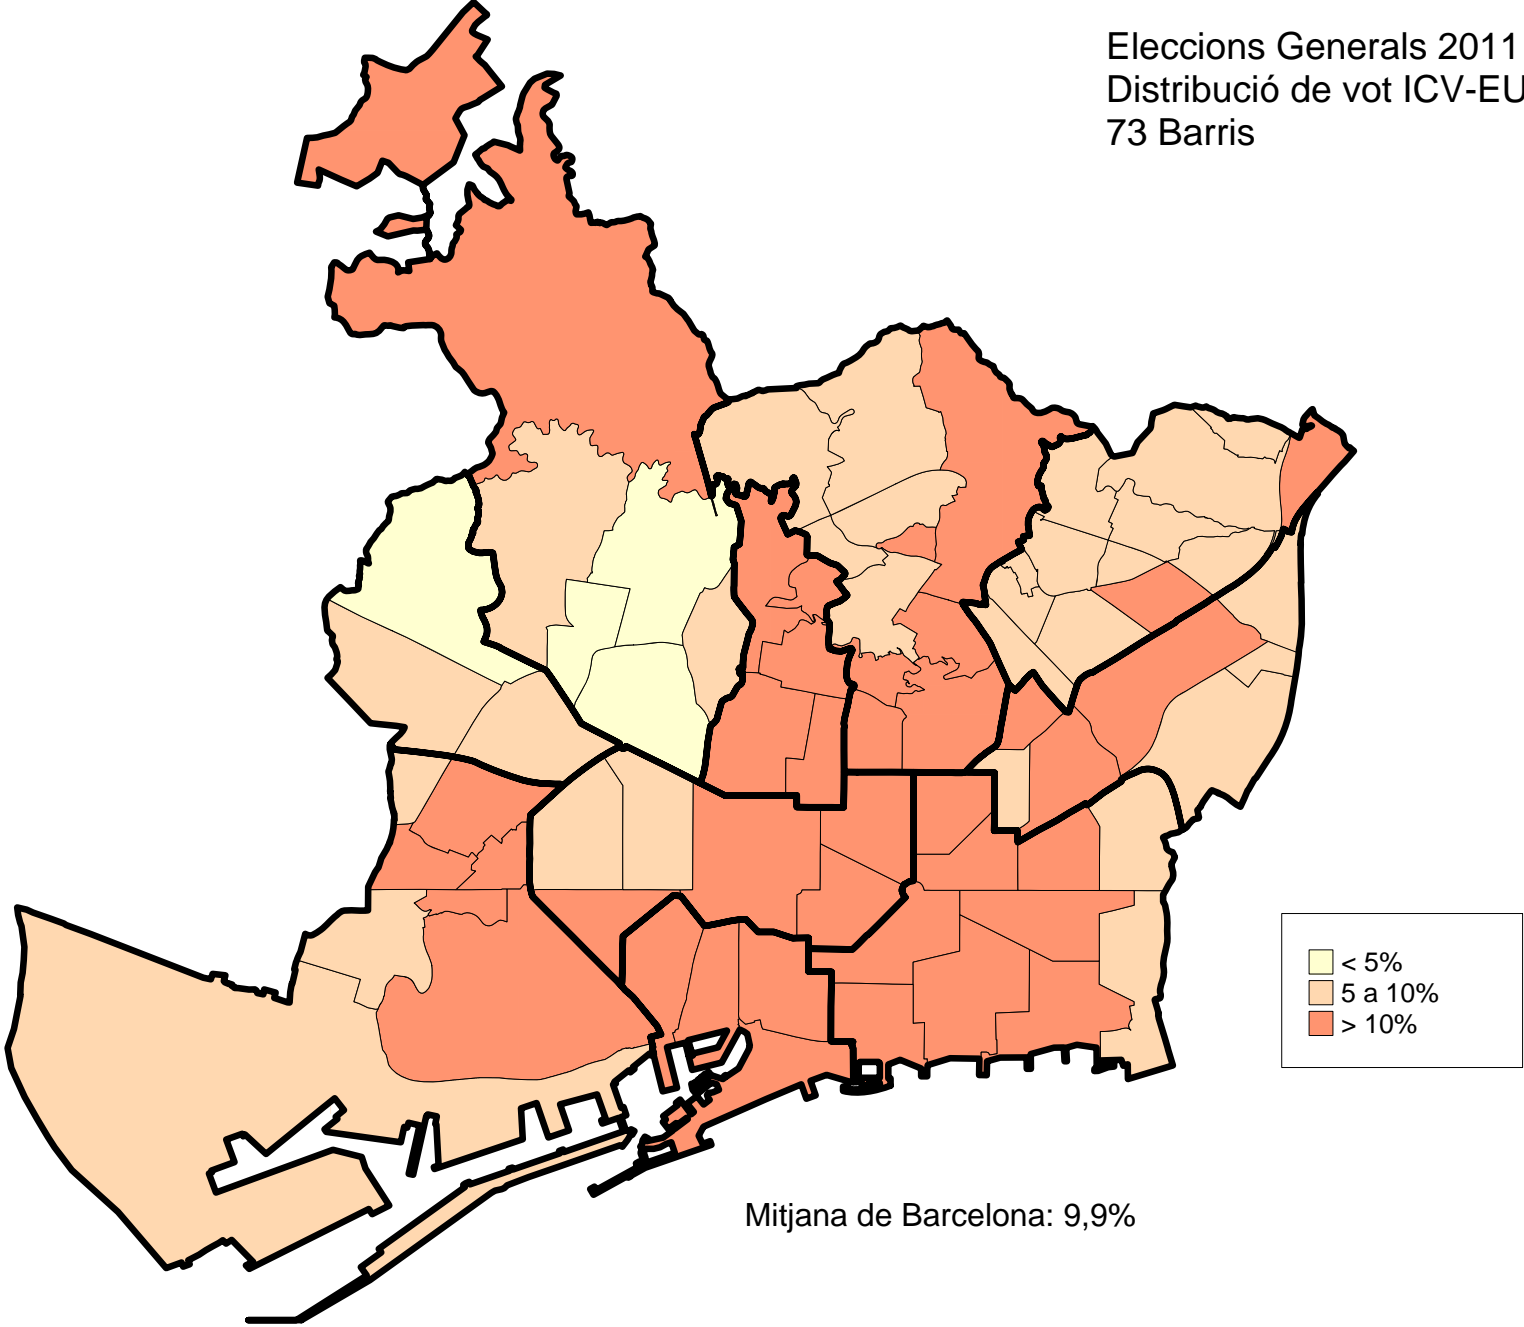 Eleccions Generals 2011
Distribució de vot ICV-EU
73 Barris
< 5%
5 a 10%
> 10%
Mitjana de Barcelona: 9,9%